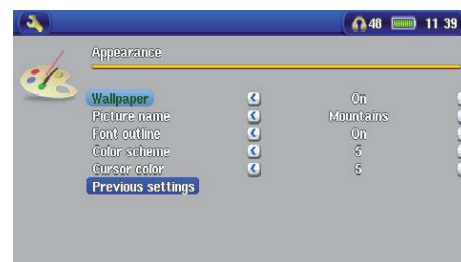 48 11 39
Appearance
Wallpaper On
Picture name Mountains
Font outline On
Color scheme 5
Cursor color 5
Previous settings